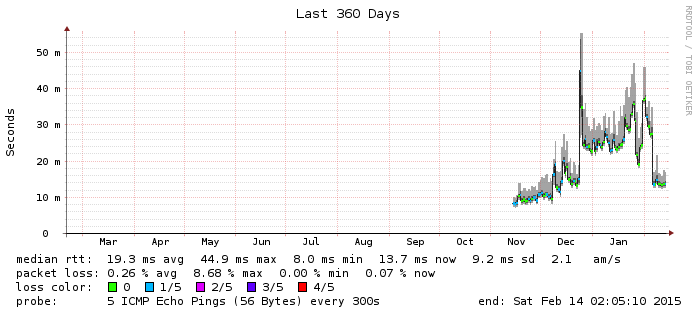 Last 360 Days
RRDTOOL / TOBI OETIKER
Seconds
50 m
40 m
30 m
20 m
10 m
0
Mar Apr May Jun Jul Aug Sep Oct Nov Dec Jan
median rtt: 19.3 ms avg 44.9 ms max 8.0 ms min 13.7 ms now 9.2 ms sd 2.1 am/s
packet loss: 0.26 % avg 8.68 % max 0.00 % min 0.07 % now
loss color: 0 1/5 2/5 3/5 4/5
probe: 5 ICMP Echo Pings (56 Bytes) every 300s end: Sat Feb 14 02:05:10 2015